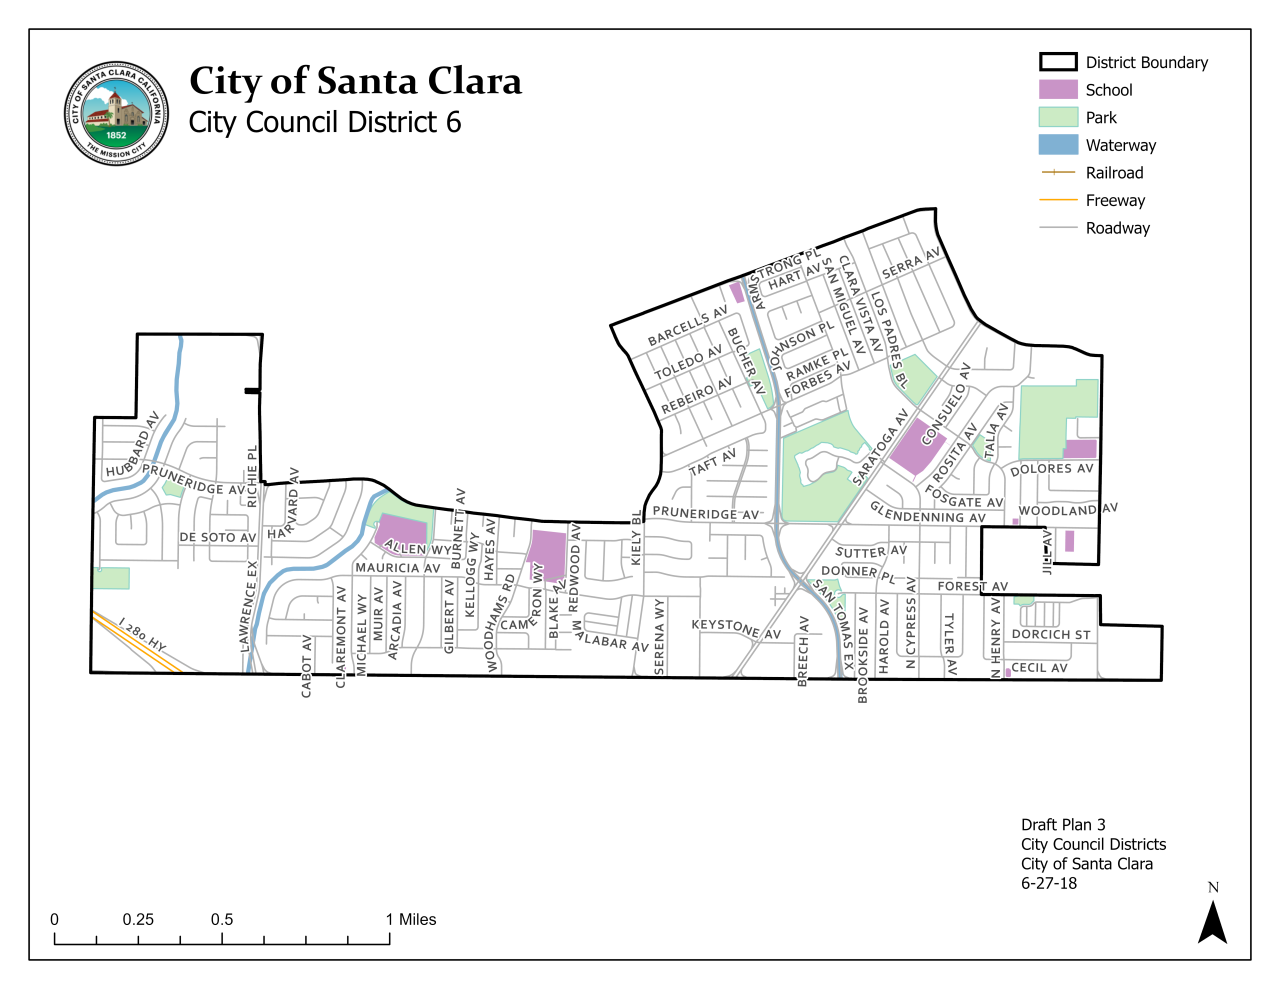 CITY OF SANTA CLARA CALIFORNIA
1852
THE MISSION CITY
City of Santa Clara
City Council District 6
District Boundary
School
Park
Waterway
Railroad
Freeway
Roadway
ARMSTRONG PL
HART AV
SAN MIGUEL AV
CLARA VISTA AV
LOS PADRES BL
SERRA AV
BARCELLS AV
BUCHER AV
JOHNSON PL
TOLEDO AV
RAMKE PL
FORBES AV
REBEIRO AV
CONSUELO AV
SARATOGA AV
ROSITA AV
TALIA AV
TAFT AV
DOLORES AV
FOSGATE AV
WOODLAND AV
GLENDENNING AV
PRUNERIDGE AV
KIELY BL
HUBBARD AV
PRUNERIDGE AV
RICHIE PL
HARVARD AV
DE SOTO AV
BURNETT AV
HAYES AV
KELLOGG WY
ALLEN WY
MAURICIA AV
REDWOOD AV
JILL AV
SUTTER AV
DONNER PL
FOREST AV
LAWRENCE EX
I 280 HY
CABOT AV
CLAREMONT AV
MICHAEL WY
MUIR AV
ARCADIA AV
GILBERT AV
WOODHAMS RD
CAMERON WY
BLAKE AV
MALABAR AV
SERENA WY
KEYSTONE AV
BREECH AV
SAN TOMAS EX
BROOKSIDE AV
HAROLD AV
N CYPRESS AV
TYLER AV
N HENRY AV
DORCICH ST
CECIL AV
Draft Plan 3
City Council Districts
City of Santa Clara
6-27-18
N
0 0.25 0.5 1 Miles